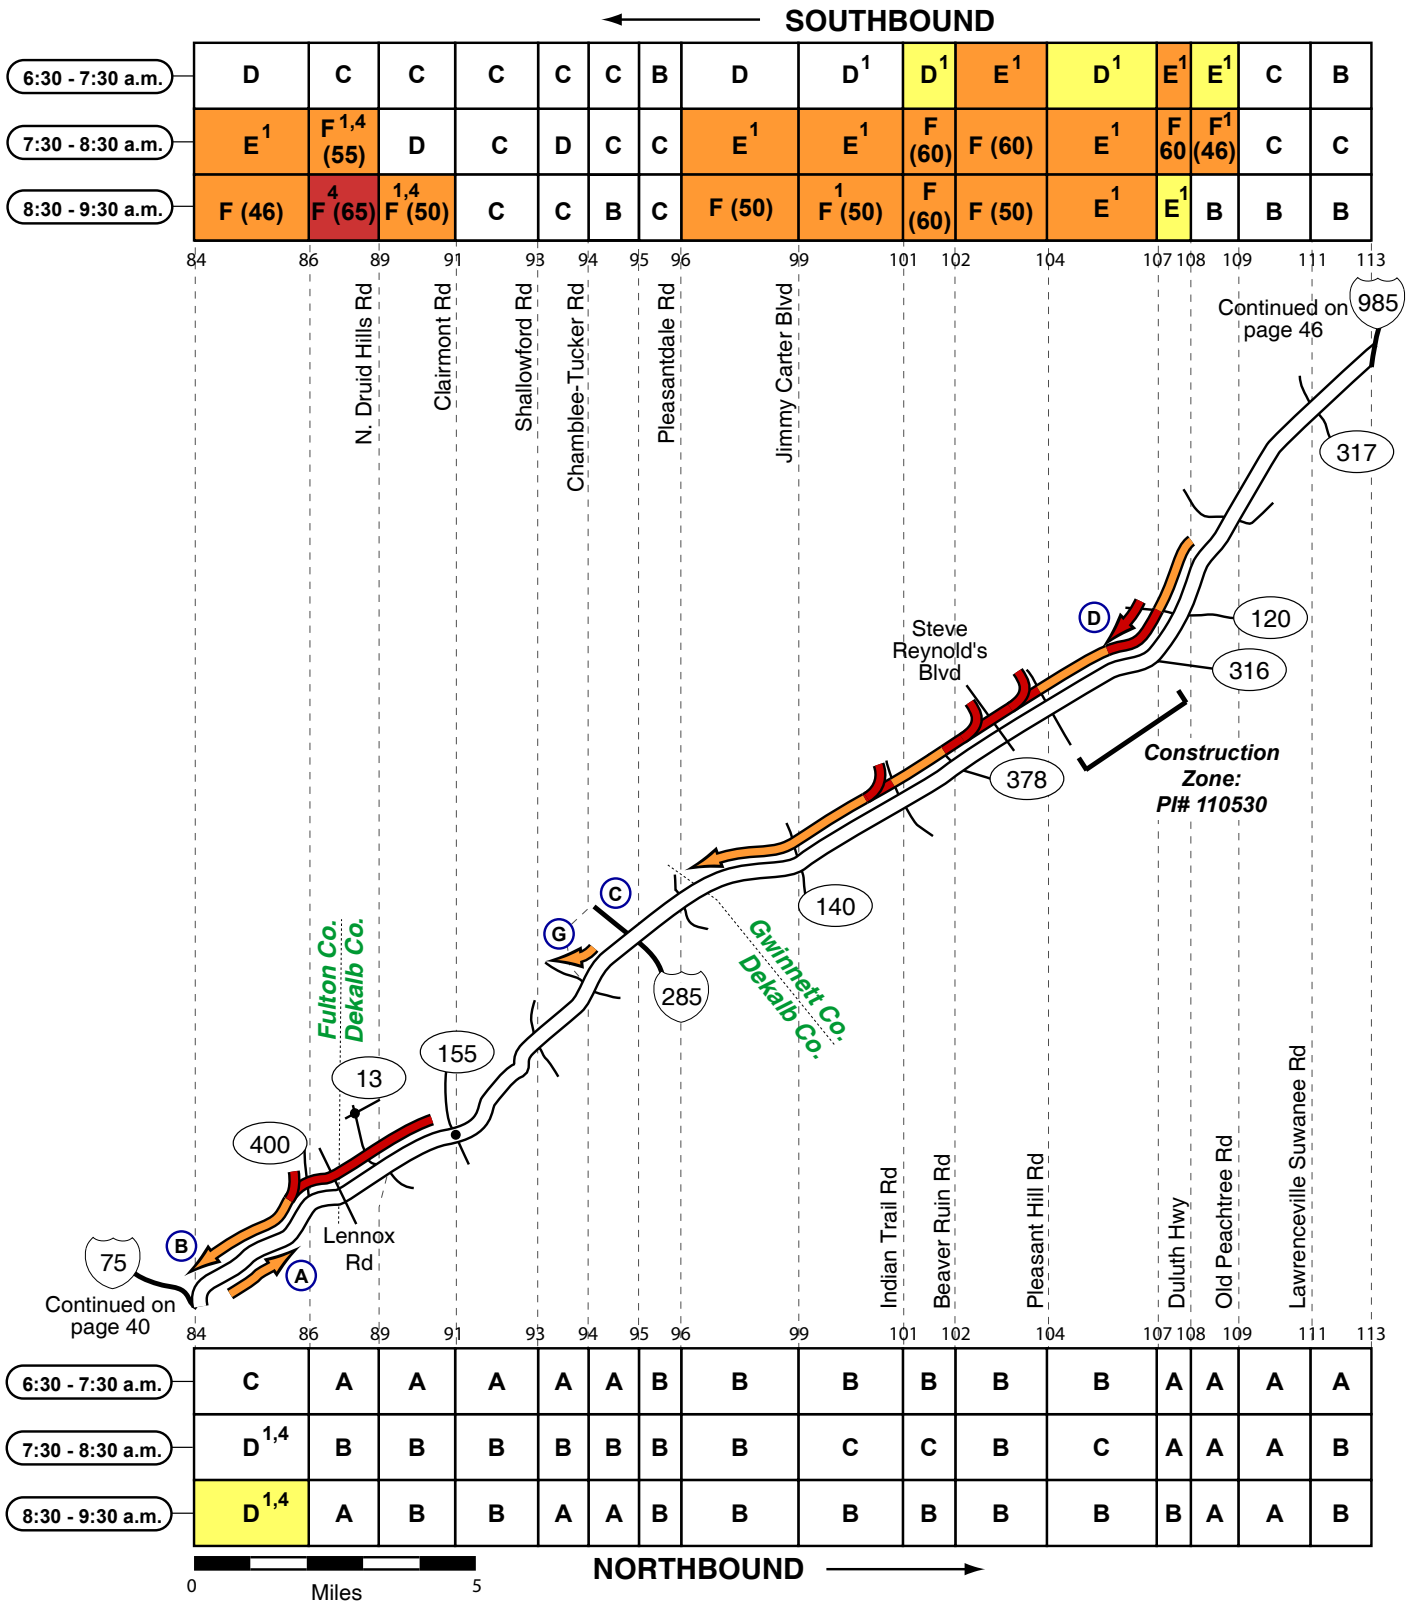 SOUTHBOUND
6:30 - 7:30 a.m. D C C C C C B D D1 D1 E1 D1 E1 E1 C B
7:30 - 8:30 a.m. E1 F1,4 (55) D C D C C E1 E1 F (60) F (60) E1 F 60 F1 (46) C C
8:30 - 9:30 a.m. F (46) F4 (65) F1,4 (50) C C B C F (50) F1 (50) F (60) F (50) E1 E1 B B B
84 86 89 91 93 94 95 96 99 101 102 104 107 108 109 111 113
N. Druid Hills Rd
Clairmont Rd
Shallowford Rd
Chamblee-Tucker Rd
Pleasantdale Rd
Jimmy Carter Blvd
Continued on
page 46
985
317
120
D
Steve
Reynold's
Blvd
316
Construction
Zone:
PI# 110530
378
140
C
G
Gwinnett Co.
Dekalb Co.
285
Fulton Co.
Dekalb Co.
155
13
400
Lennox
Rd
B
A
75
Continued on
page 40
Indian Trail Rd
Beaver Ruin Rd
Pleasant Hill Rd
Duluth Hwy
Old Peachtree Rd
Lawrenceville Suwanee Rd
84 86 89 91 93 94 95 96 99 101 102 104 107 108 109 111 113
6:30 - 7:30 a.m. C A A A A A B B B B B B A A A A
7:30 - 8:30 a.m. D1,4 B B B B B B B C C B C A A A B
8:30 - 9:30 a.m. D1,4 A B B A A B B B B B B B A A B
0 5
Miles
NORTHBOUND